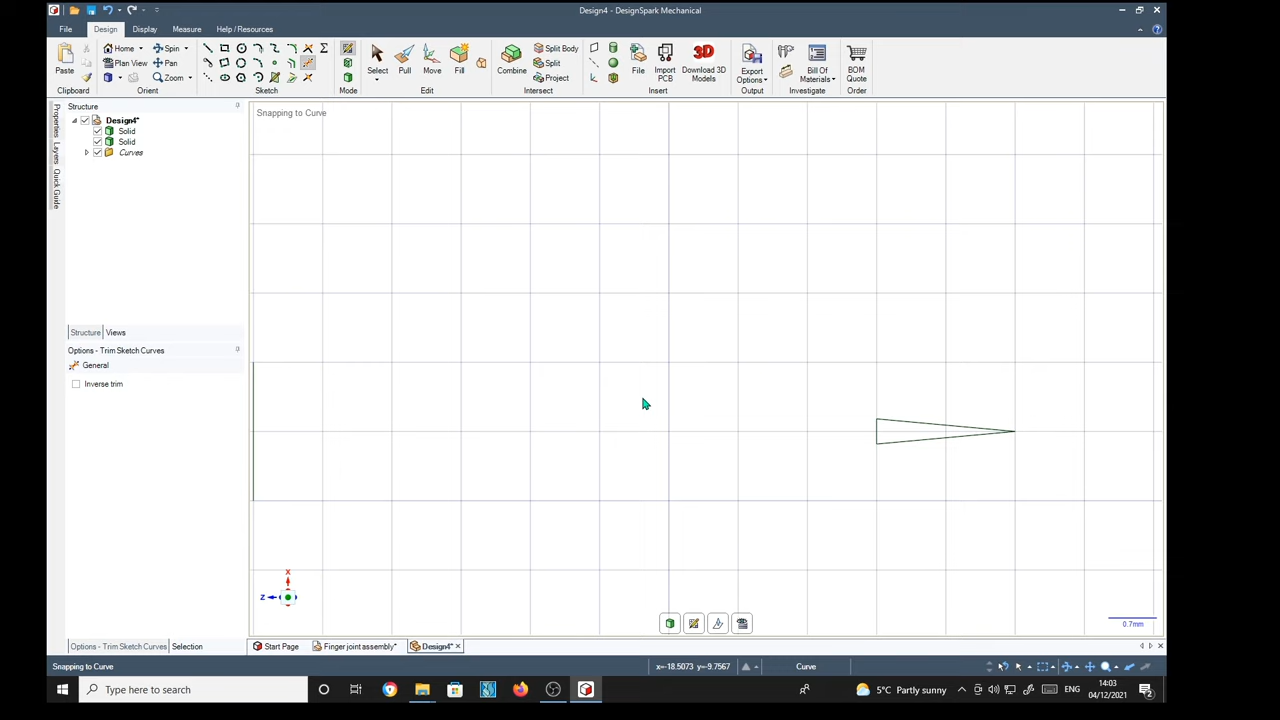 Design4 - DesignSpark Mechanical
File Design Display Measure Help / Resources
Paste
Home Spin
Plan View Pan
Zoom
Select Pull Move Fill
Combine
Split Body
Split
Project
File Import PCB Download 3D Models
Export Options
Bill Of Materials
BOM Quote
Clipboard Orient Sketch Mode Edit Intersect Insert Output Investigate Order
Properties Layers Quick Guide
Structure
Design4*
Solid
Solid
Curves
Snapping to Curve
Structure Views
Options - Trim Sketch Curves
General
Inverse trim
X
Z
0.7mm
Options - Trim Sketch Curves Selection
Start Page Finger joint assembly* Design4*
Snapping to Curve
x=-18.5073 y=-9.7567
Curve
Type here to search
5°C Partly sunny
ENG
14:03
04/12/2021
2